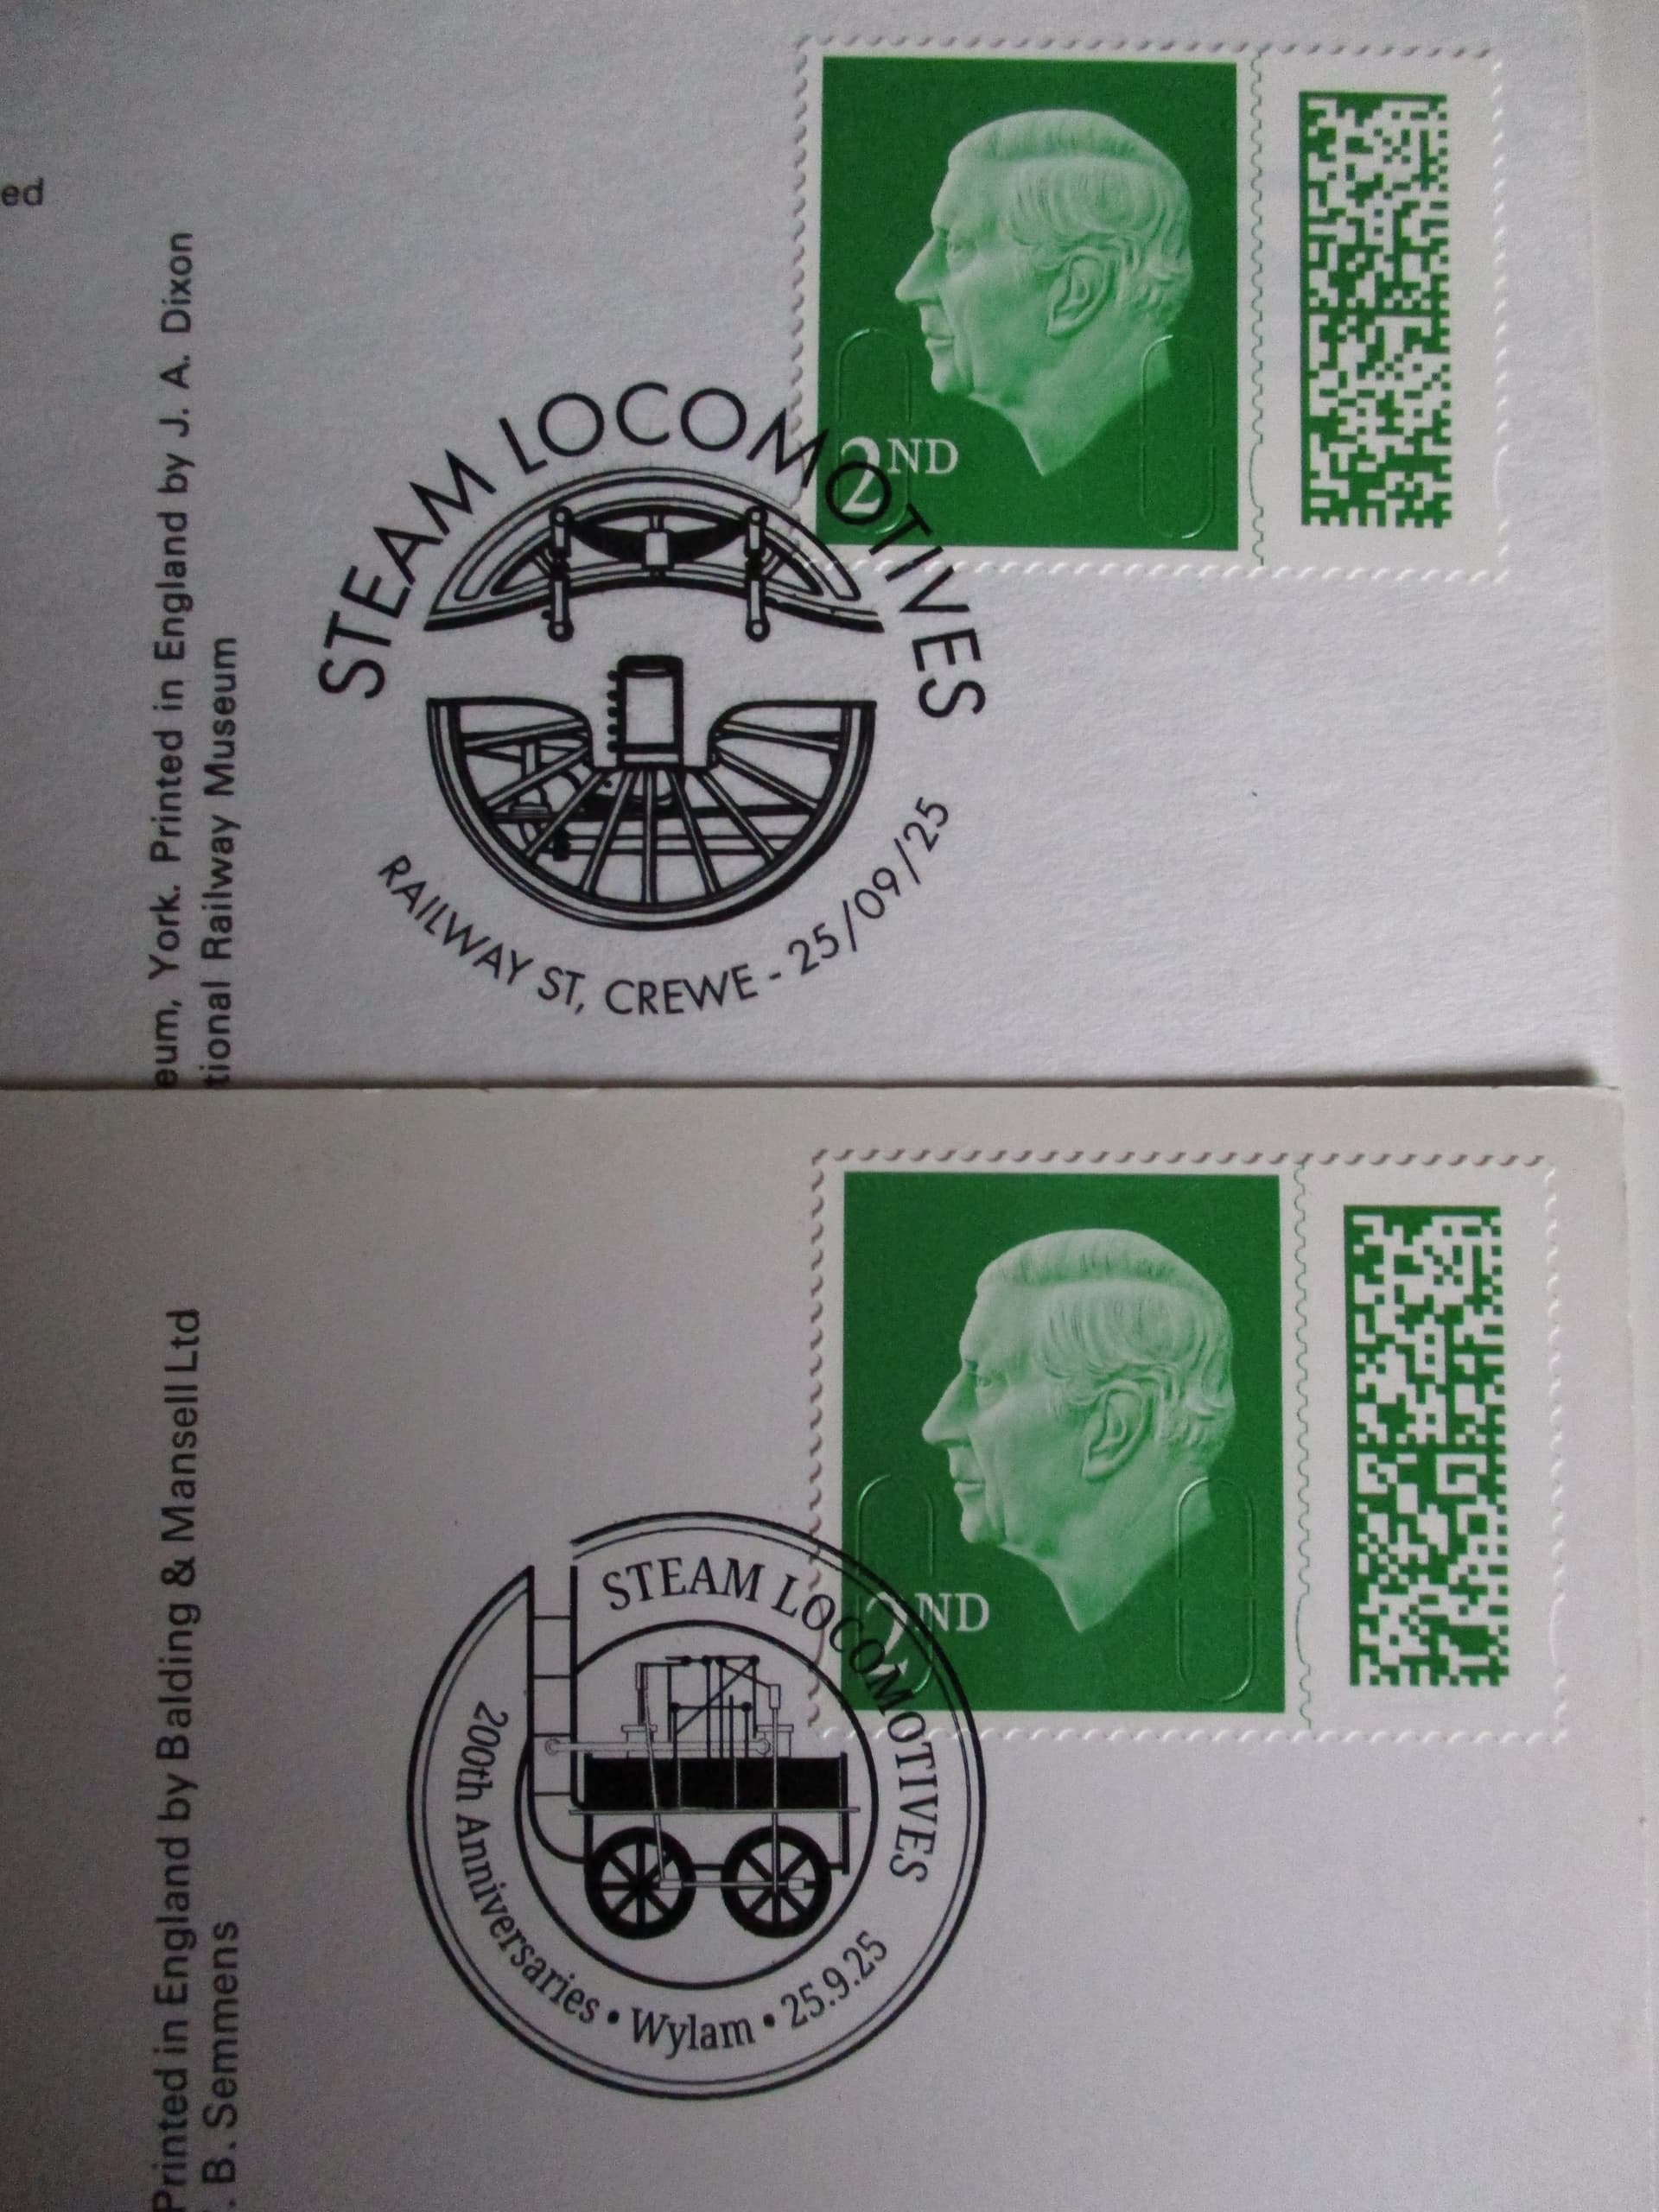 ed
eum, York. Printed in England by J. A. Dixon
tional Railway Museum
2ND
STEAM LOCOMOTIVES
RAILWAY ST, CREWE - 25/09/'25
Printed in England by Balding & Mansell Ltd
. B. Semmens
2ND
STEAM LOCOMOTIVES
200th Anniversaries • Wylam • 25.9.25